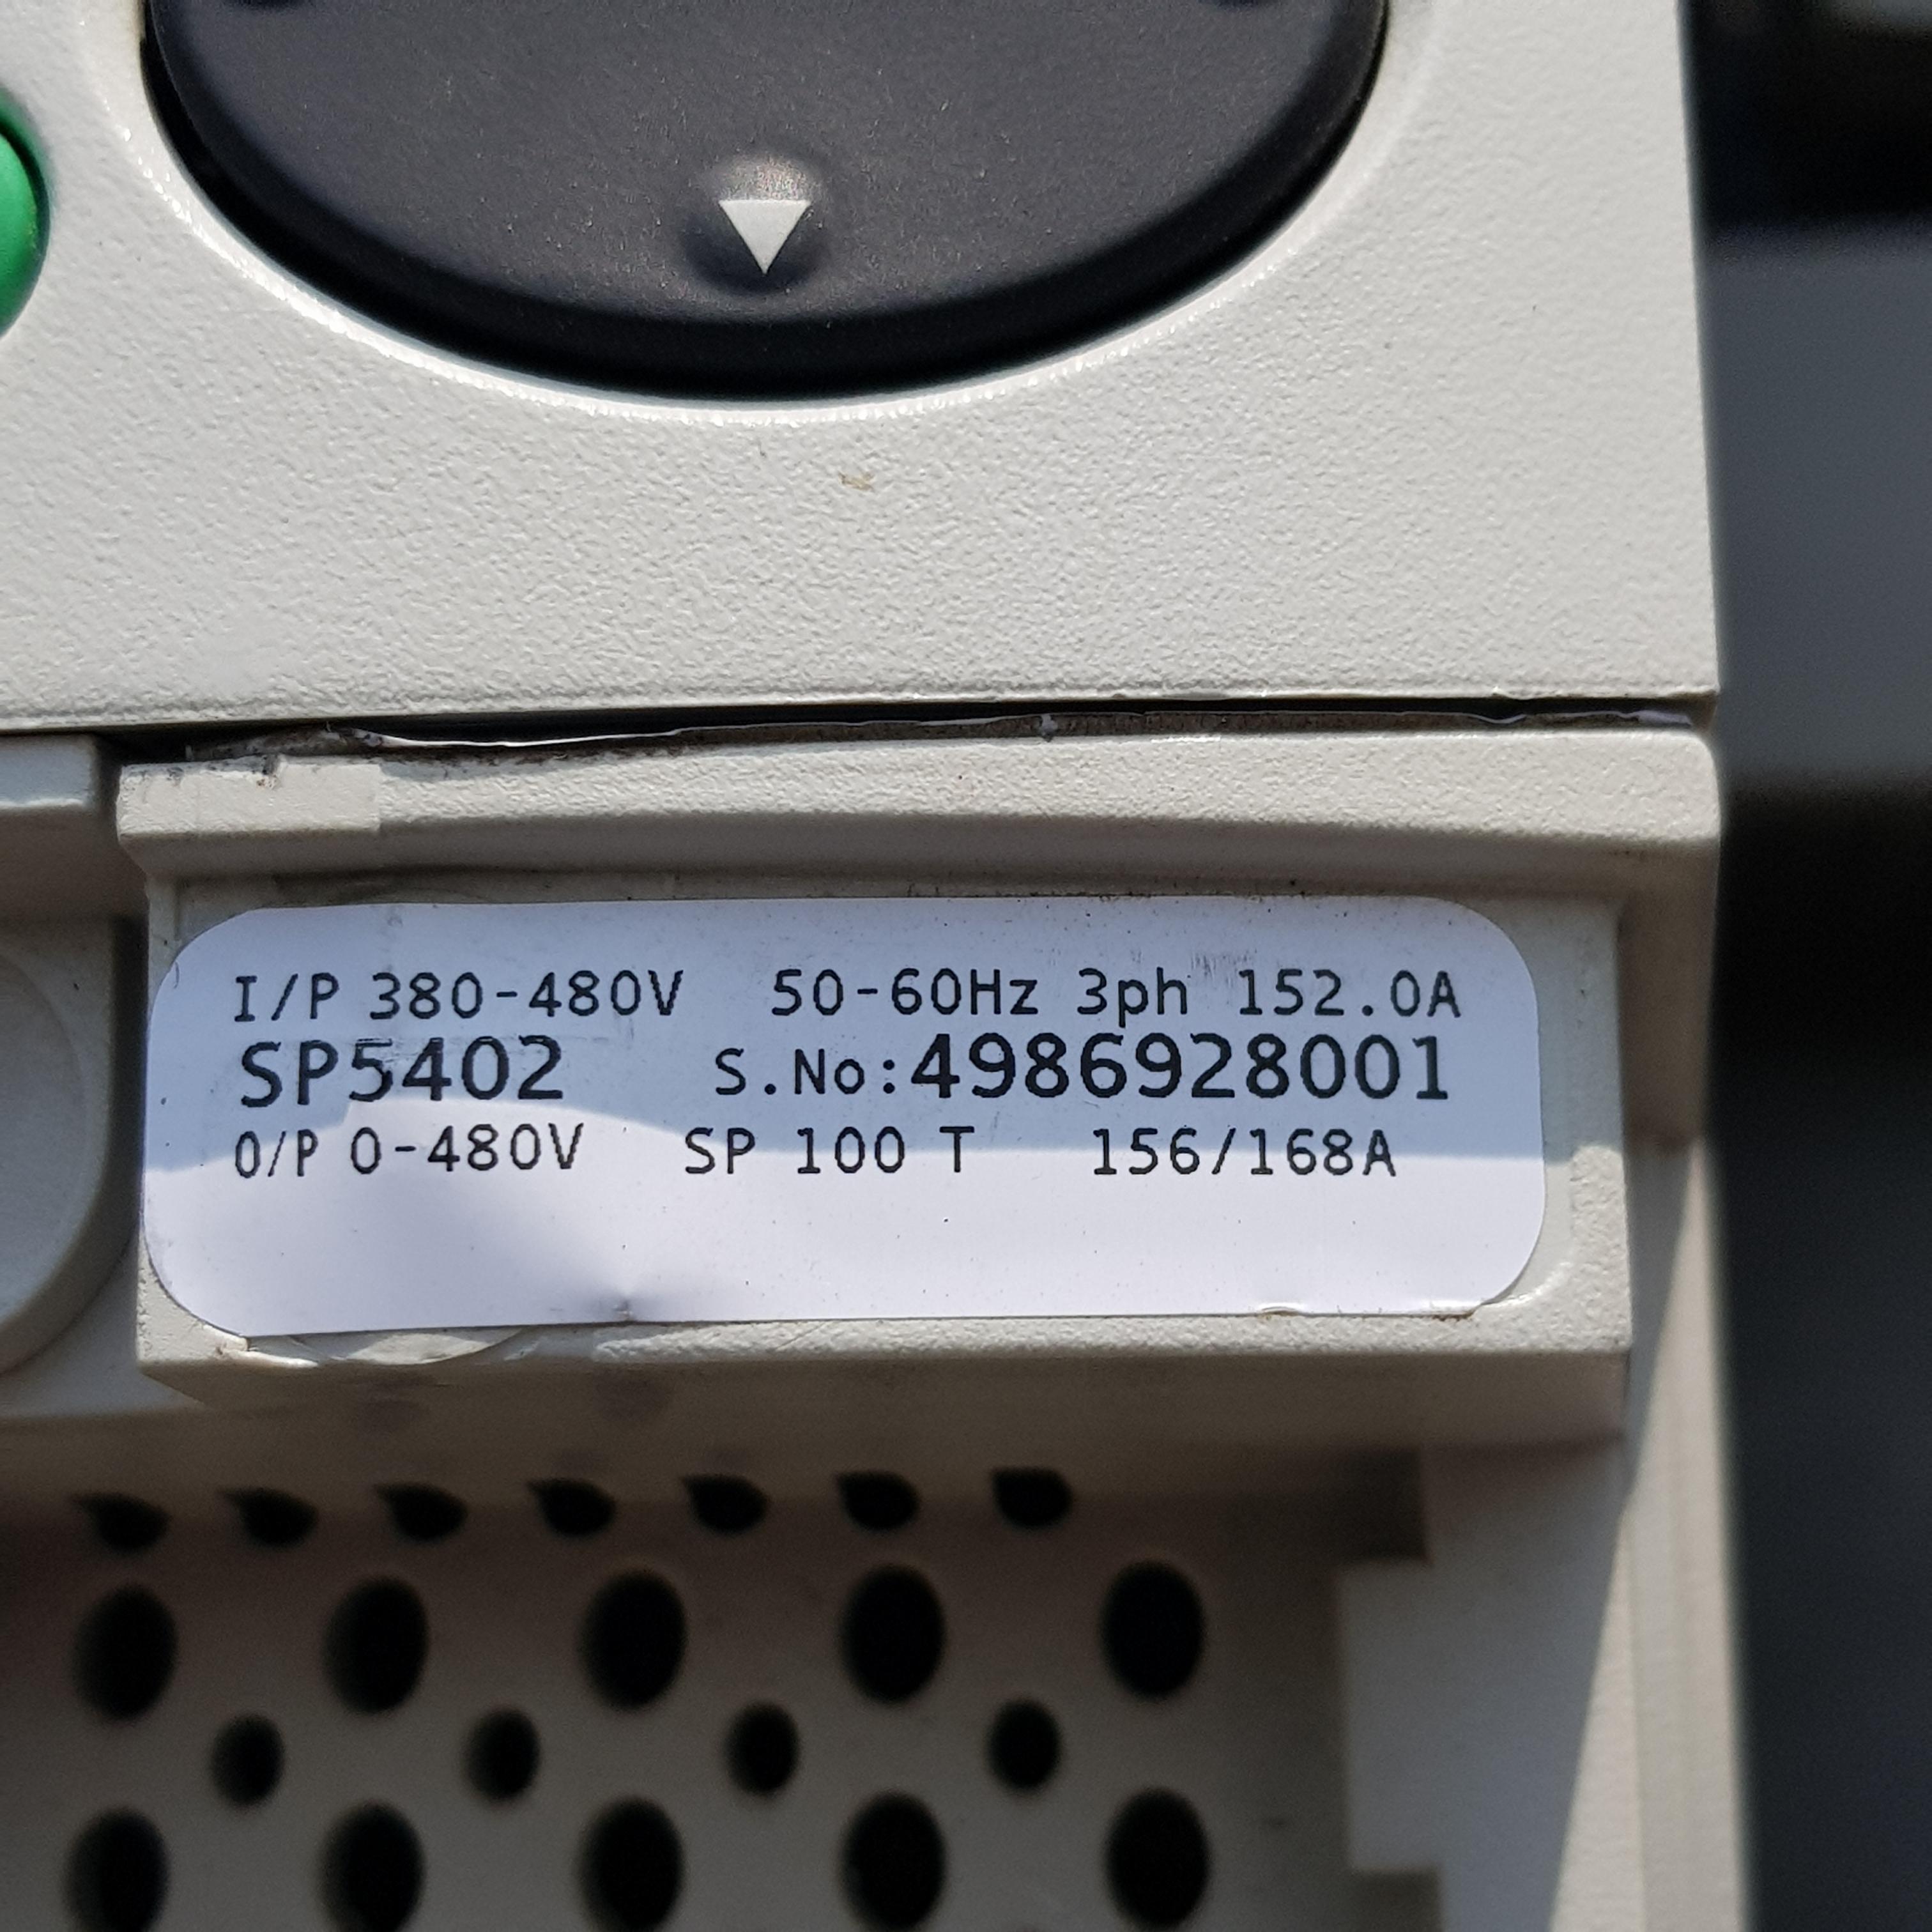 I/P 380-480V 50-60Hz 3ph 152.0A
SP5402 S.No:4986928001
O/P 0-480V SP 100 T 156/168A